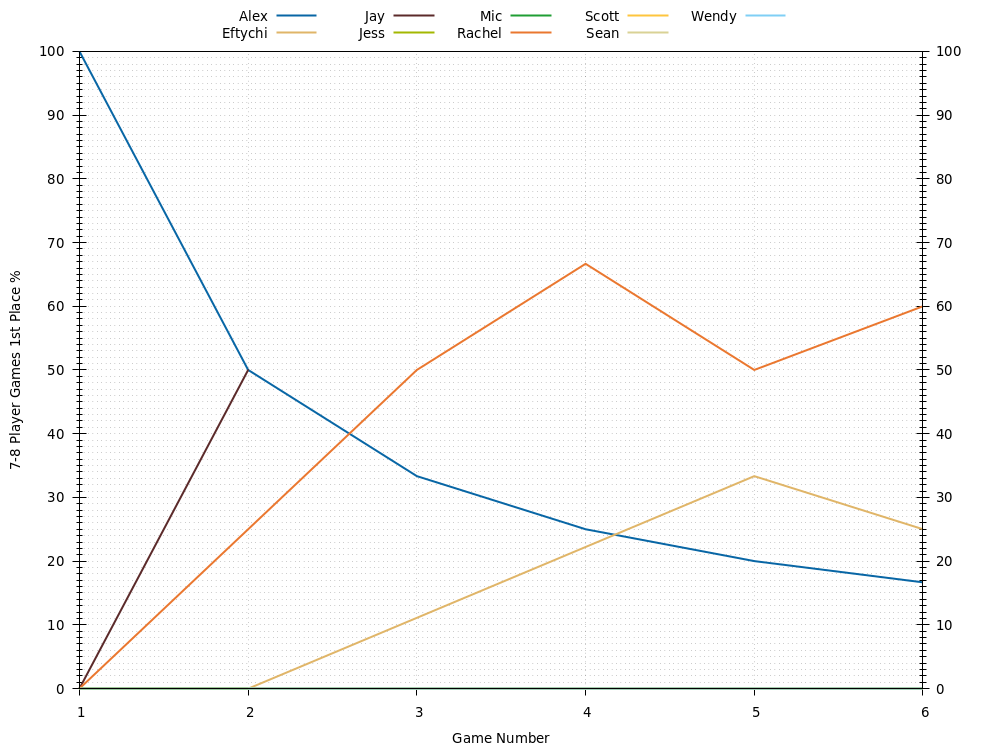 Alex Jay Mic Scott Wendy
Eftychi Jess Rachel Sean
100 100
90 90
80 80
70 70
60 60
50 50
40 40
30 30
20 20
10 10
0 0
7-8 Player Games 1st Place %
1 2 3 4 5 6
Game Number